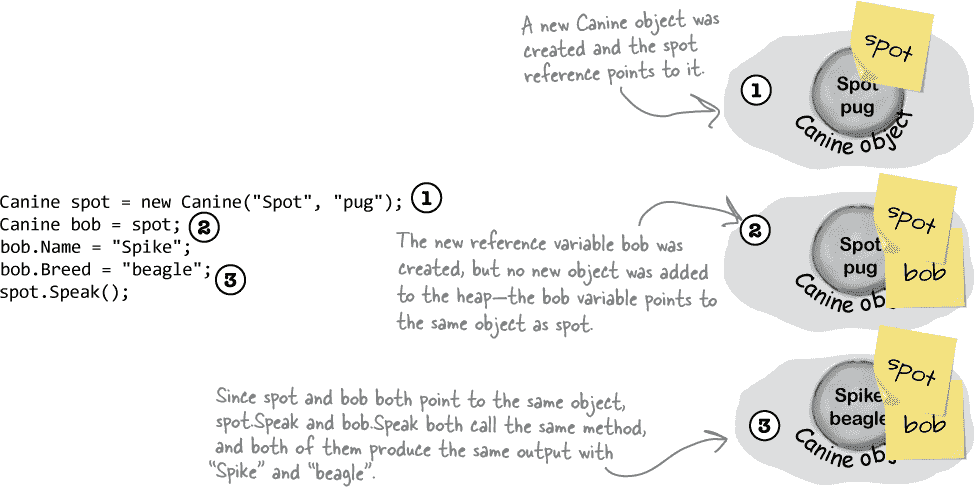 A new Canine object was
created and the spot
reference points to it.
1
spot
Spot
pug
Canine object
Canine spot = new Canine("Spot", "pug"); 1
Canine bob = spot; 2
bob.Name = "Spike";
bob.Breed = "beagle"; 3
spot.Speak();
The new reference variable bob was
created, but no new object was added
to the heap—the bob variable points to
the same object as spot.
2
spot
bob
Spot
pug
Canine obj
Since spot and bob both point to the same object,
spot.Speak and bob.Speak both call the same method,
and both of them produce the same output with
“Spike” and “beagle”.
3
spot
bob
Spike
beagle
Canine obj